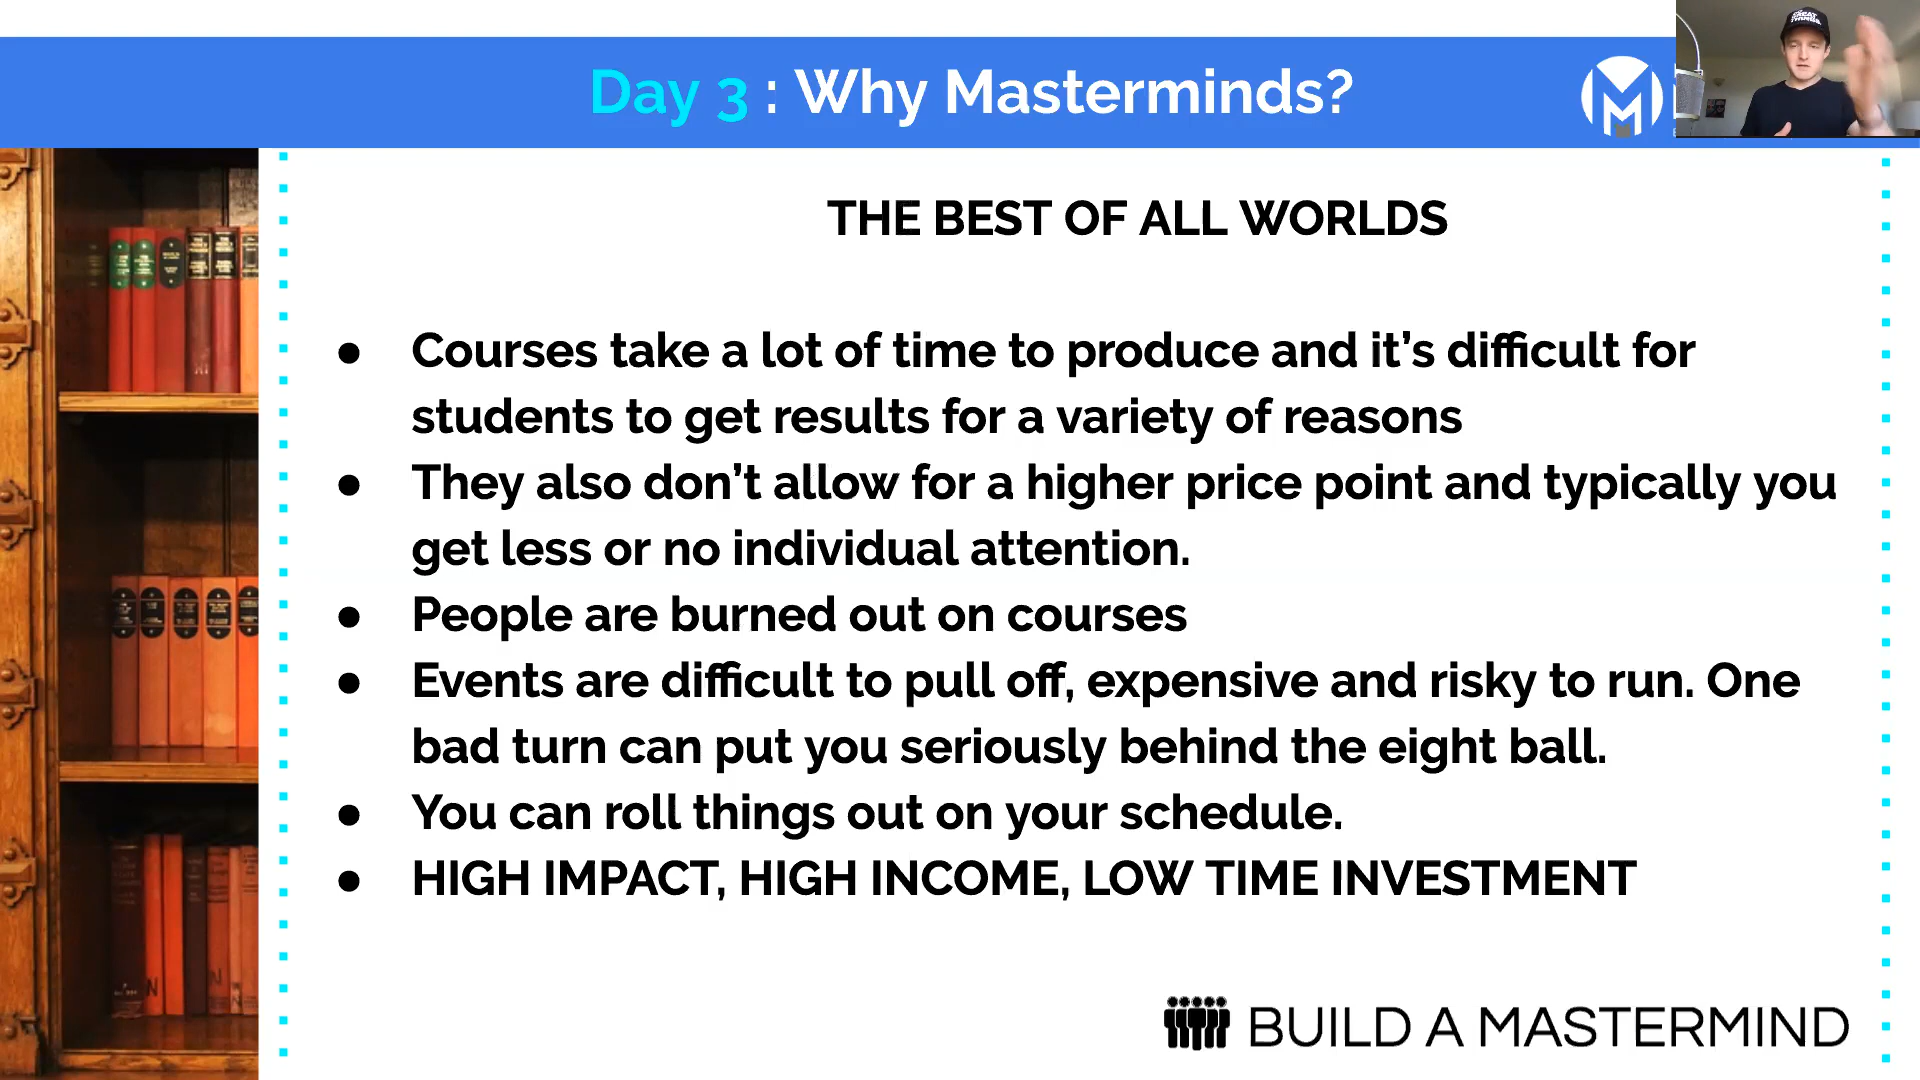 Day 3 : Why Masterminds?
THE BEST OF ALL WORLDS
● Courses take a lot of time to produce and it’s difficult for
students to get results for a variety of reasons
● They also don’t allow for a higher price point and typically you
get less or no individual attention.
● People are burned out on courses
● Events are difficult to pull off, expensive and risky to run. One
bad turn can put you seriously behind the eight ball.
● You can roll things out on your schedule.
● HIGH IMPACT, HIGH INCOME, LOW TIME INVESTMENT
BUILD A MASTERMIND